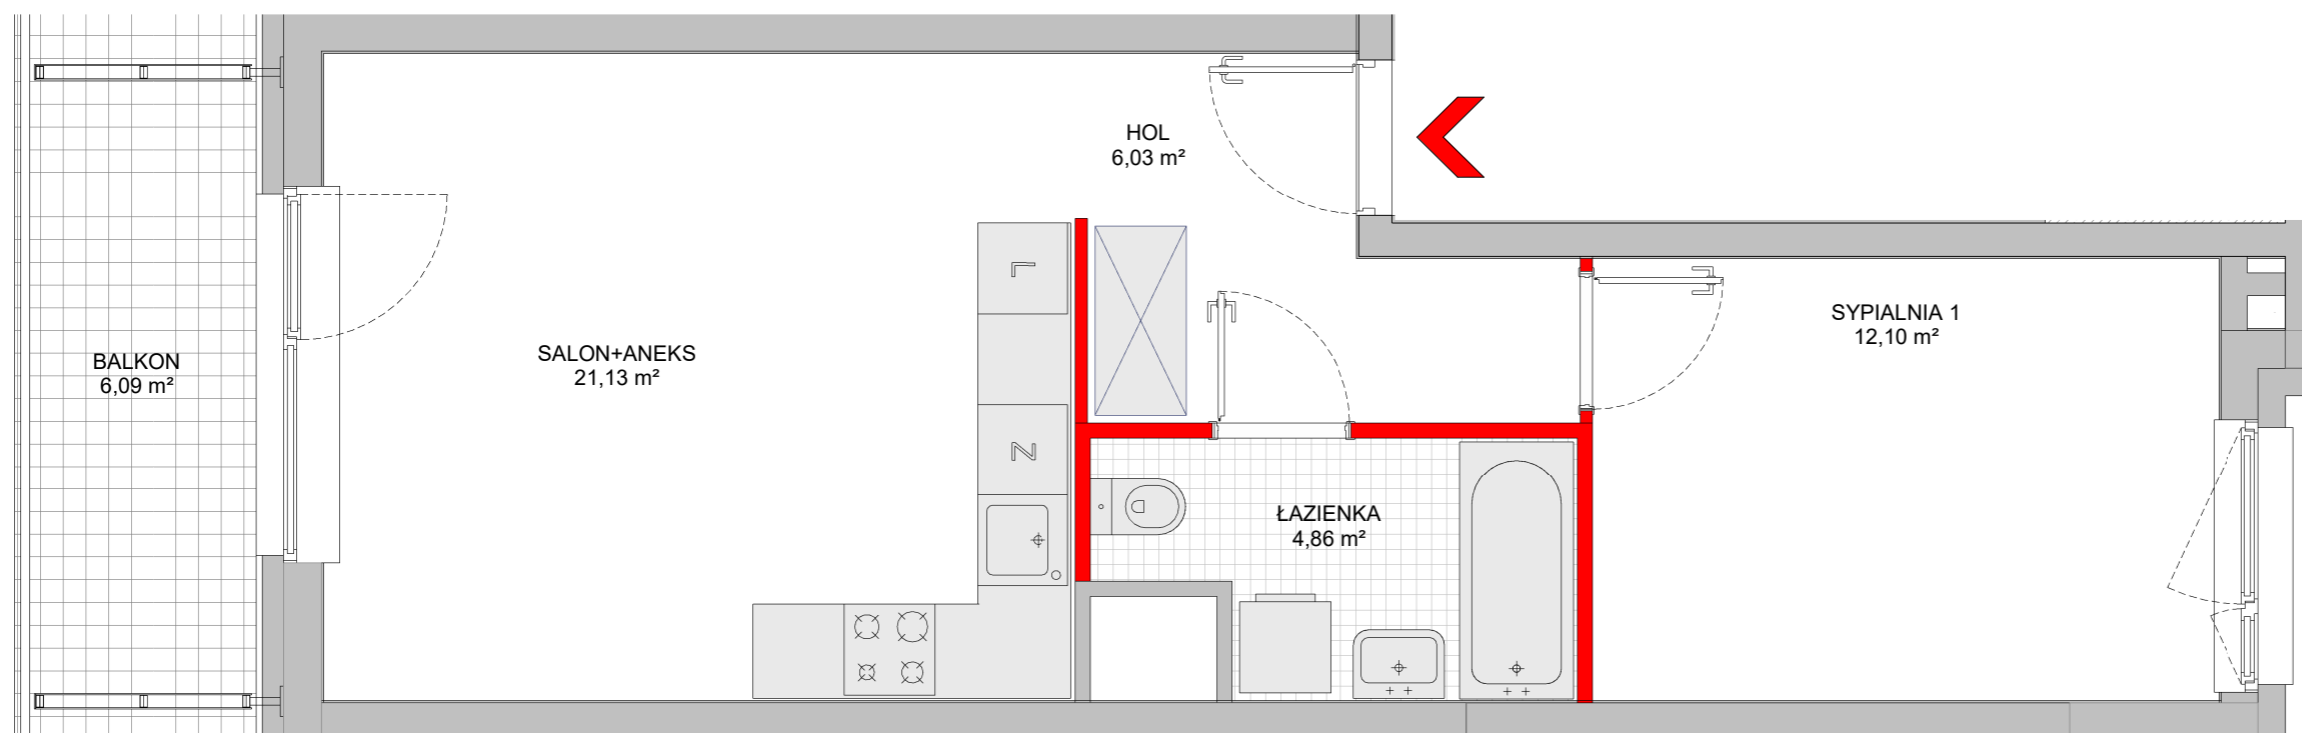 HOL
6,03 m²
SYPIALNIA 1
12,10 m²
BALKON
6,09 m²
SALON+ANEKS
21,13 m²
L
Z
ŁAZIENKA
4,86 m²